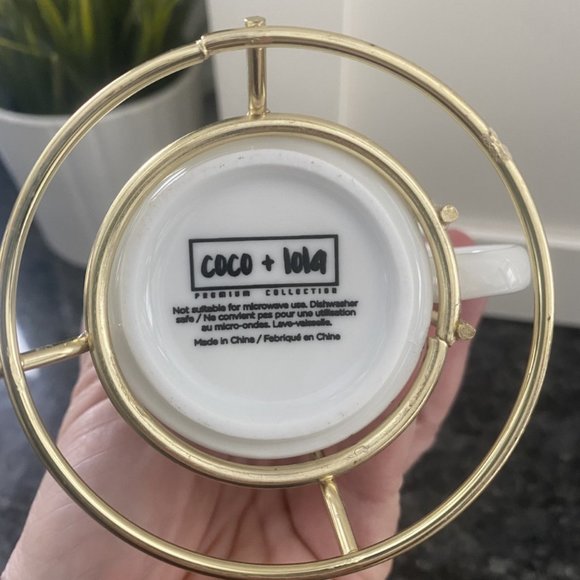 coco + lola
PREMIUM COLLECTION
Not suitable for microwave use. Dishwasher
safe / Ne convient pas pour une utilisation
au micro-ondes. Lave-vaisselle.
Made in China / Fabriqué en Chine